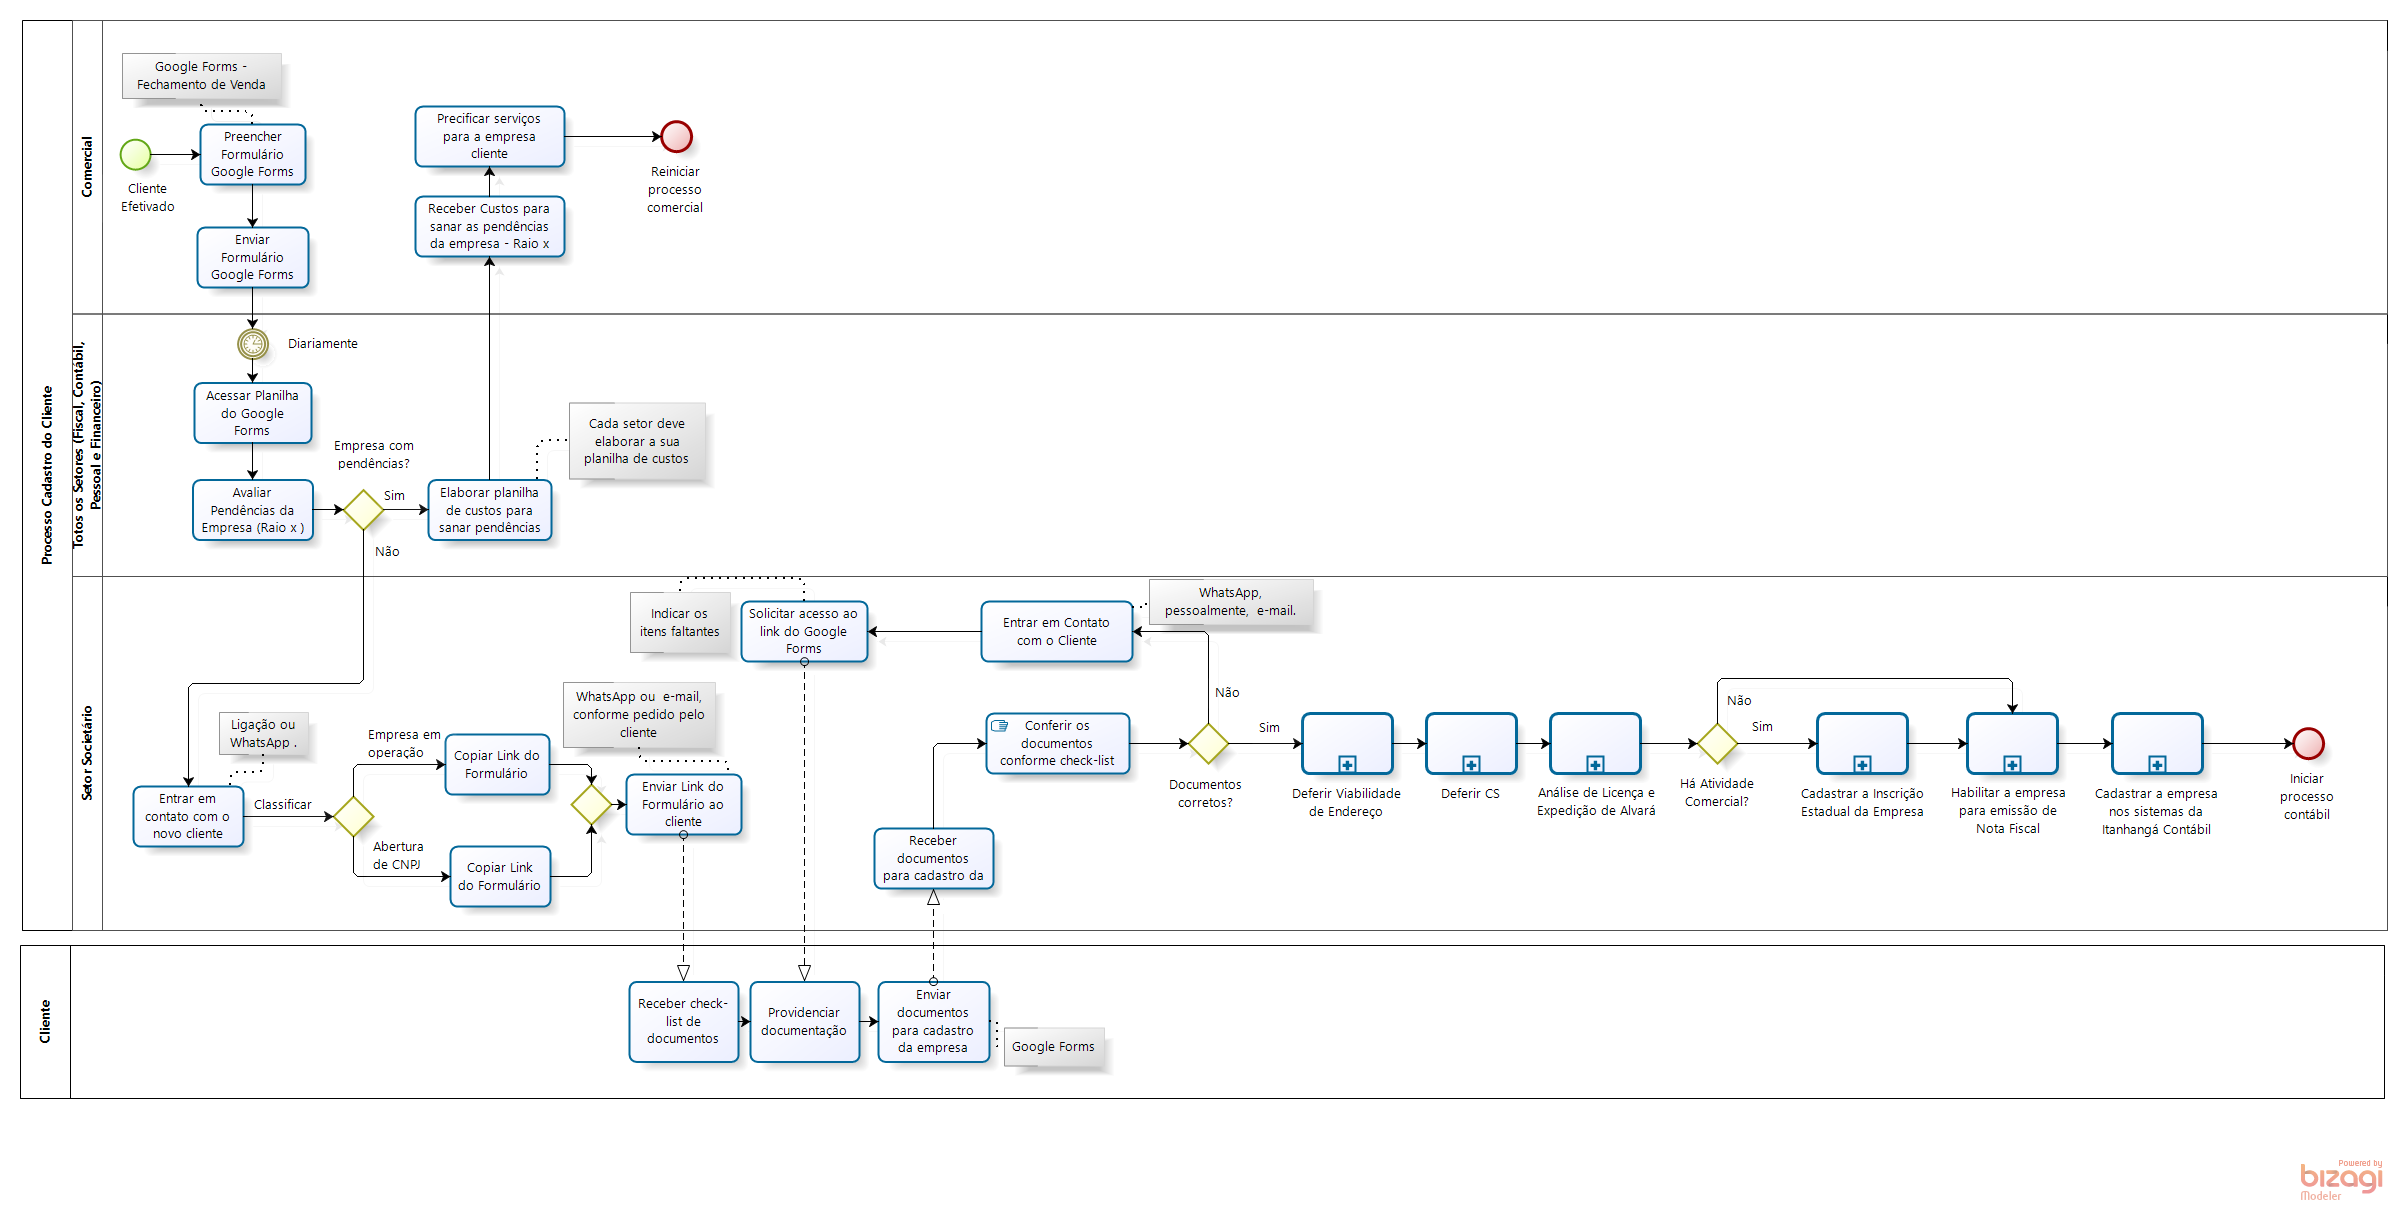 Processo Cadastro do Cliente
Comercial
Google Forms -
Fechamento de Venda
Cliente
Efetivado
Preencher
Formulário
Google Forms
Enviar
Formulário
Google Forms
Precificar serviços
para a empresa
cliente
Receber Custos para
sanar as pendências
da empresa - Raio x
Reiniciar
processo
comercial
Totos os Setores (Fiscal, Contábil,
Pessoal e Financeiro)
Diariamente
Acessar Planilha
do Google
Forms
Avaliar
Pendências da
Empresa (Raio x )
Empresa com
pendências?
Sim
Não
Elaborar planilha
de custos para
sanar pendências
Cada setor deve
elaborar a sua
planilha de custos
Setor Societário
Ligação ou
WhatsApp .
Entrar em
contato com o
novo cliente
Classificar
Empresa em
operação
Abertura
de CNPJ
Copiar Link do
Formulário
Copiar Link
do Formulário
WhatsApp ou  e-mail,
conforme pedido pelo
cliente
Enviar Link do
Formulário ao
cliente
Indicar os
itens faltantes
Solicitar acesso ao
link do Google
Forms
Entrar em Contato
com o Cliente
WhatsApp,
pessoalmente,  e-mail.
Receber
documentos
para cadastro da
Conferir os
documentos
conforme check-list
Documentos
corretos?
Não
Sim
Deferir Viabilidade
de Endereço
Deferir CS
Análise de Licença e
Expedição de Alvará
Há Atividade
Comercial?
Não
Sim
Cadastrar a Inscrição
Estadual da Empresa
Habilitar a empresa
para emissão de
Nota Fiscal
Cadastrar a empresa
nos sistemas da
Itanhangá Contábil
Iniciar
processo
contábil
Cliente
Receber check-
list de
documentos
Providenciar
documentação
Enviar
documentos
para cadastro
da empresa
Google Forms
Powered by
bizagi
Modeler